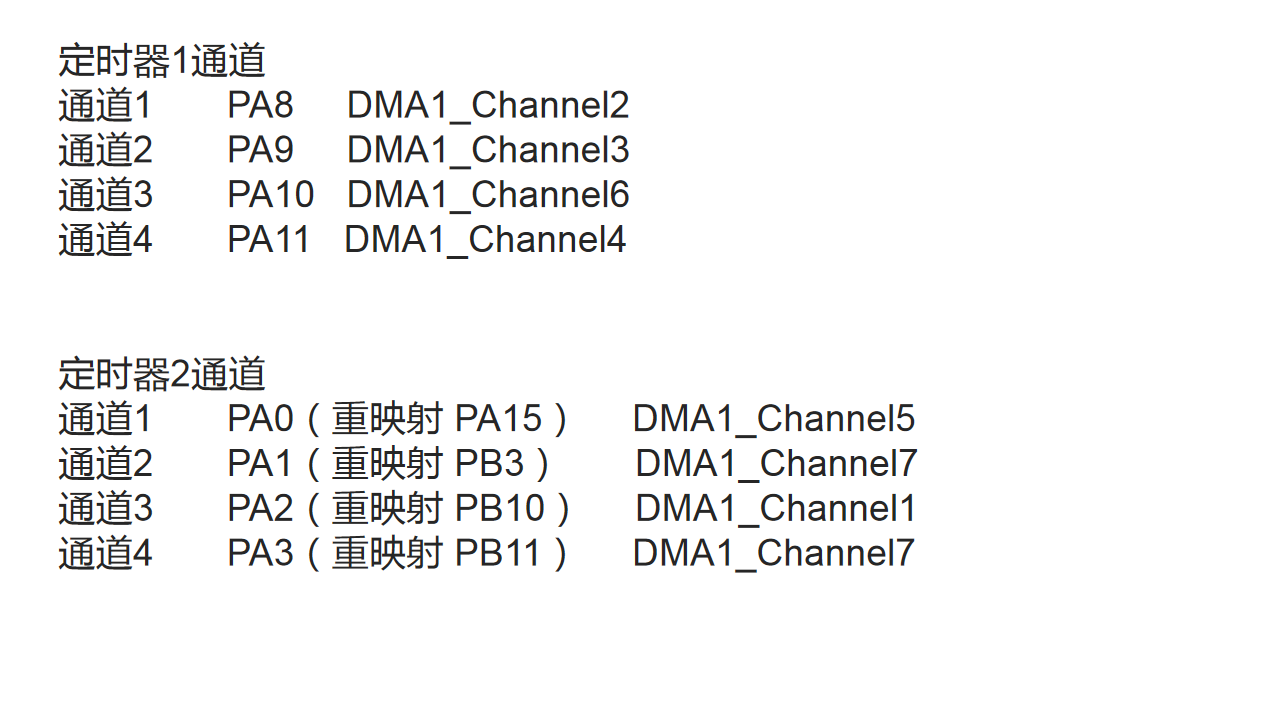 定时器1通道
通道1 PA8 DMA1_Channel2
通道2 PA9 DMA1_Channel3
通道3 PA10 DMA1_Channel6
通道4 PA11 DMA1_Channel4
定时器2通道
通道1 PA0（重映射 PA15） DMA1_Channel5
通道2 PA1（重映射 PB3） DMA1_Channel7
通道3 PA2（重映射 PB10） DMA1_Channel1
通道4 PA3（重映射 PB11） DMA1_Channel7